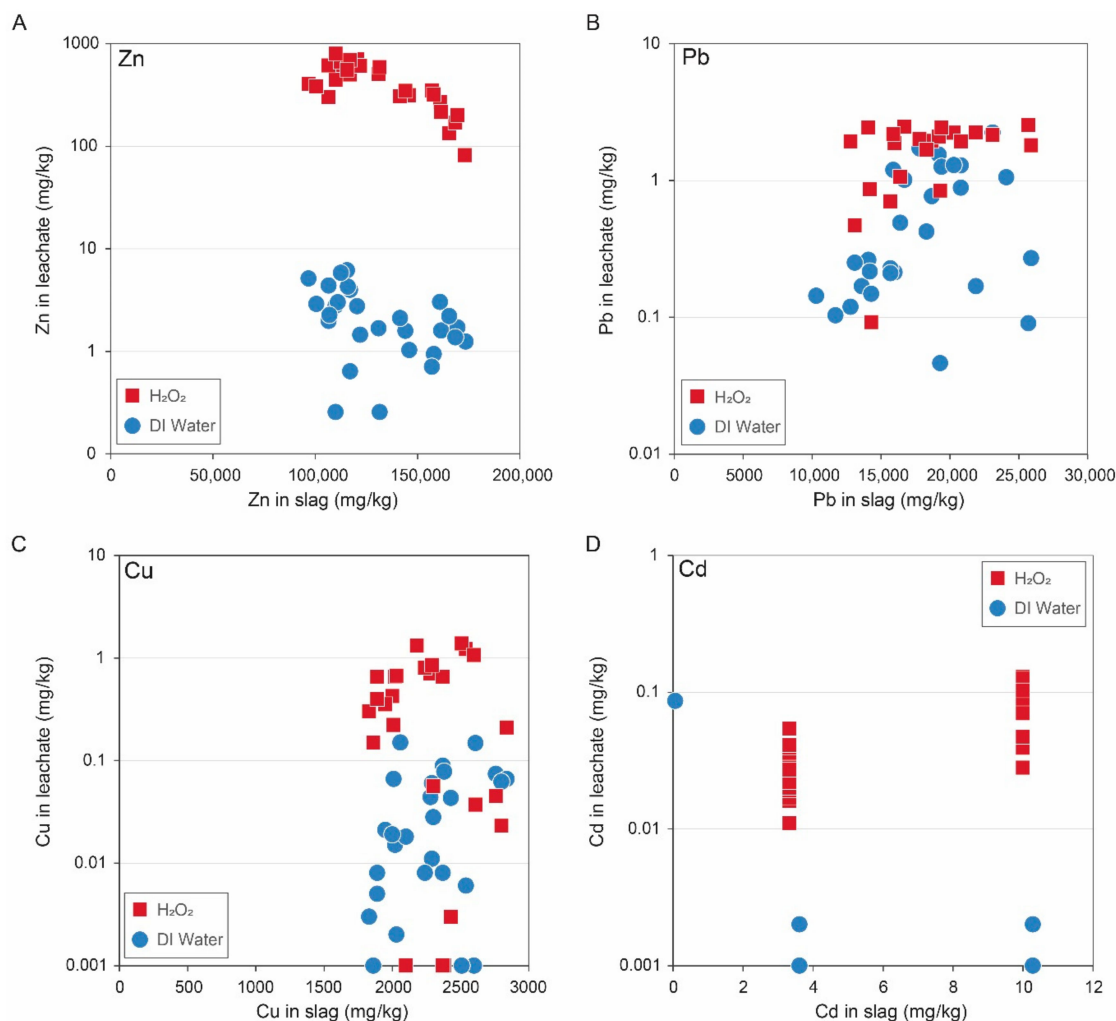 A
Zn
1000
100
10
1
0
Zn in leachate (mg/kg)
H₂O₂
DI Water
0 50,000 100,000 150,000 200,000
Zn in slag (mg/kg)
B
Pb
10
1
0.1
0.01
Pb in leachate (mg/kg)
H₂O₂
DI Water
0 5000 10,000 15,000 20,000 25,000 30,000
Pb in slag (mg/kg)
C
Cu
10
1
0.1
0.01
0.001
Cu in leachate (mg/kg)
H₂O₂
DI Water
0 500 1000 1500 2000 2500 3000
Cu in slag (mg/kg)
D
Cd
1
0.1
0.01
0.001
Cd in leachate (mg/kg)
H₂O₂
DI Water
0 2 4 6 8 10 12
Cd in slag (mg/kg)